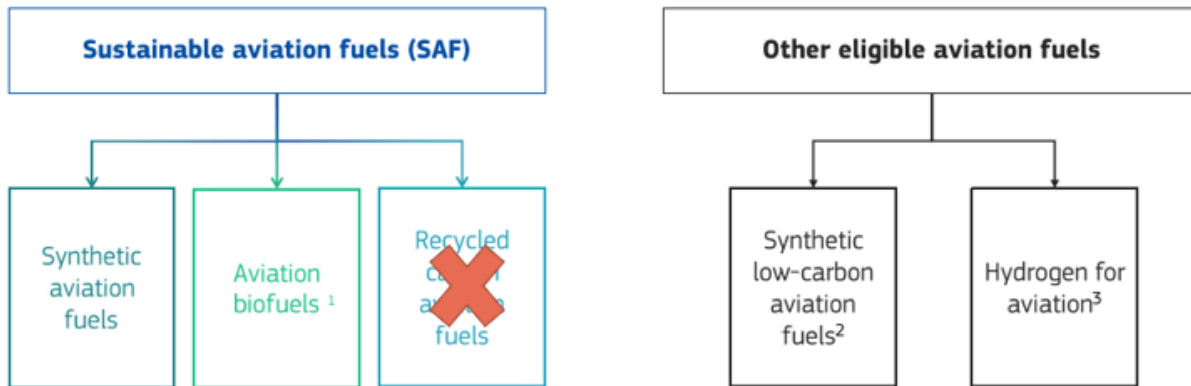 Sustainable aviation fuels (SAF)
Other eligible aviation fuels
Synthetic
aviation
fuels
Aviation
biofuels ¹
Recycled
fuels
Synthetic
low-carbon
aviation
fuels²
Hydrogen for
aviation³